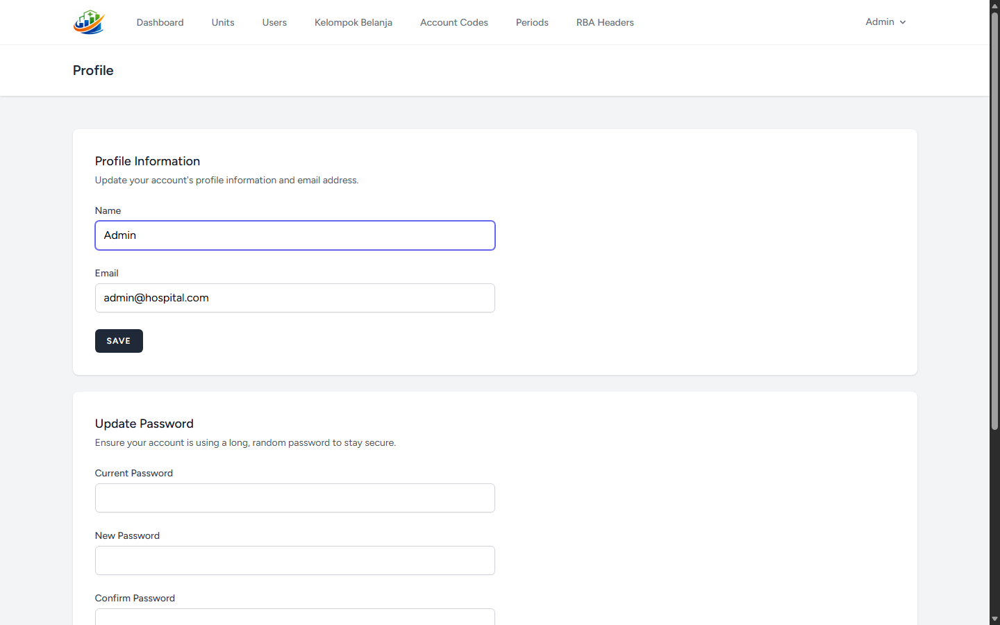 Dashboard Units Users Kelompok Belanja Account Codes Periods RBA Headers Admin
Profile
Profile Information
Update your account's profile information and email address.
Name
Admin
Email
admin@hospital.com
SAVE
Update Password
Ensure your account is using a long, random password to stay secure.
Current Password
New Password
Confirm Password